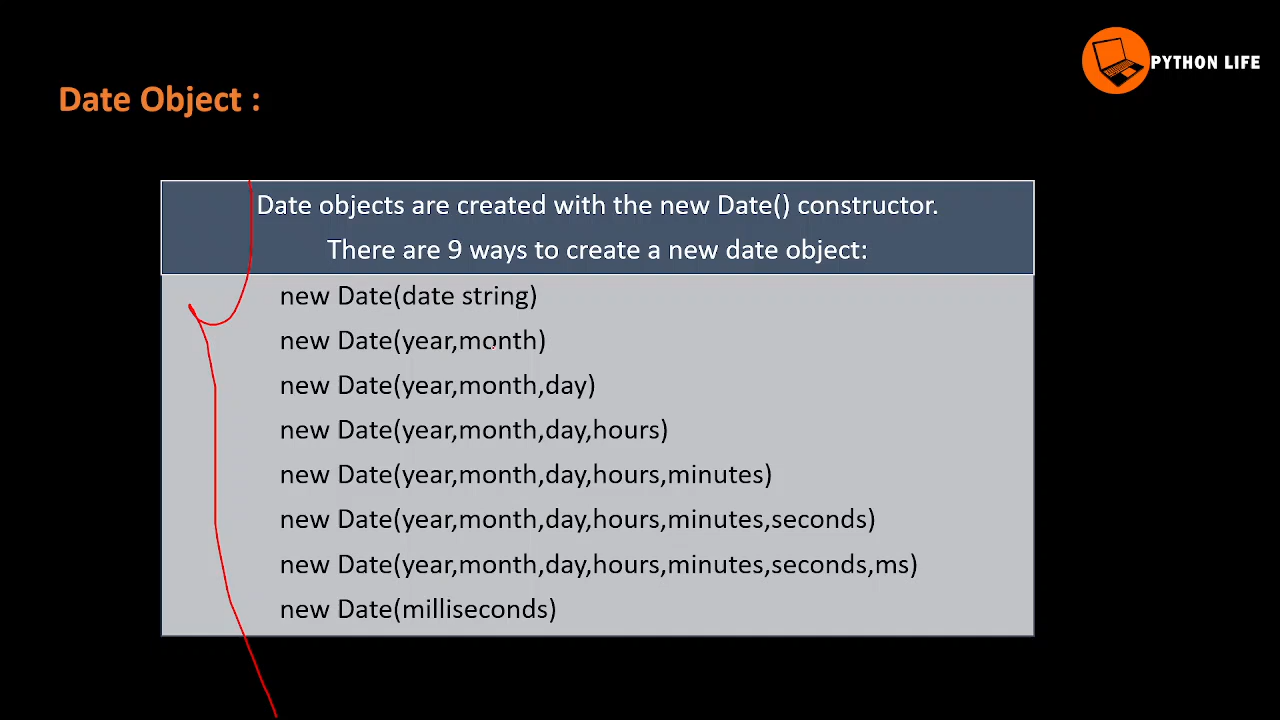 PYTHON LIFE
Date Object :
Date objects are created with the new Date() constructor.
There are 9 ways to create a new date object:
new Date(date string)
new Date(year,month)
new Date(year,month,day)
new Date(year,month,day,hours)
new Date(year,month,day,hours,minutes)
new Date(year,month,day,hours,minutes,seconds)
new Date(year,month,day,hours,minutes,seconds,ms)
new Date(milliseconds)